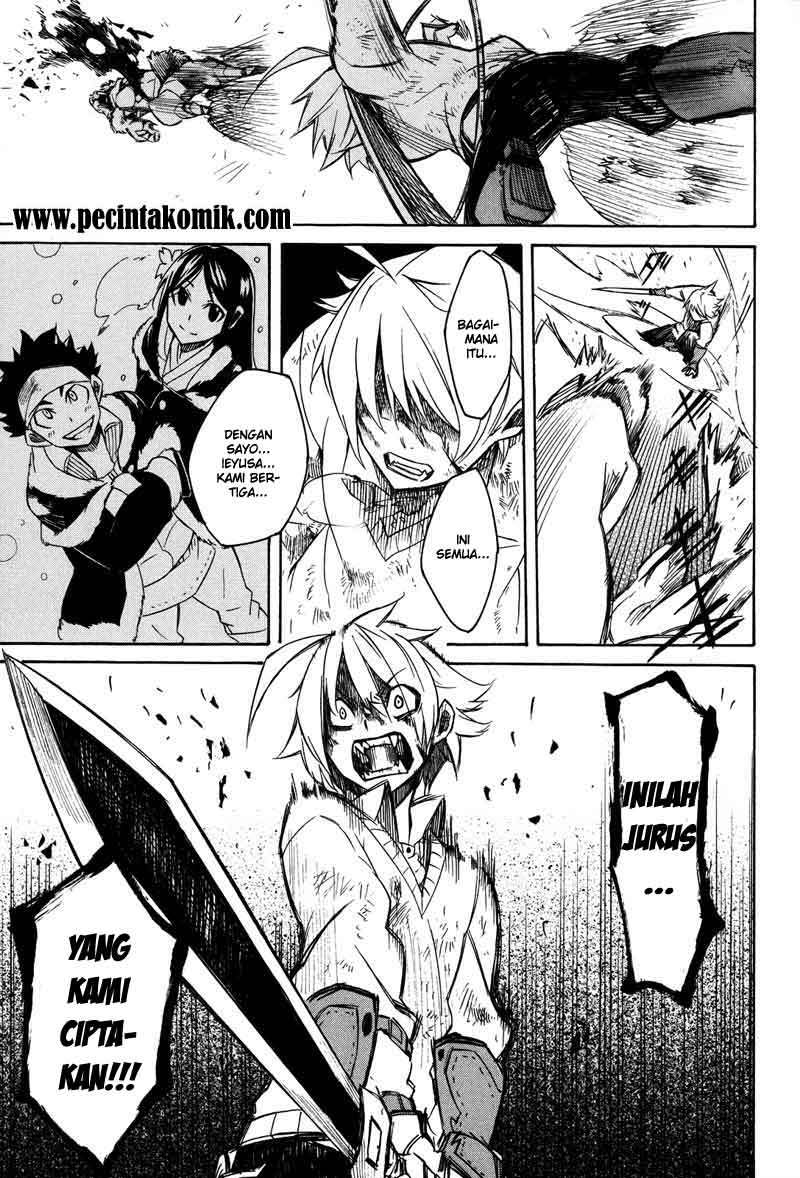 www.pecintakomik.com
BAGAI-
MANA
ITU...
INI
SEMUA...
DENGAN
SAYO...
IEYUSA...
KAMI BER-
TIGA...
INILAH
JURUS
...
YANG
KAMI
CIPTA-
KAN!!!